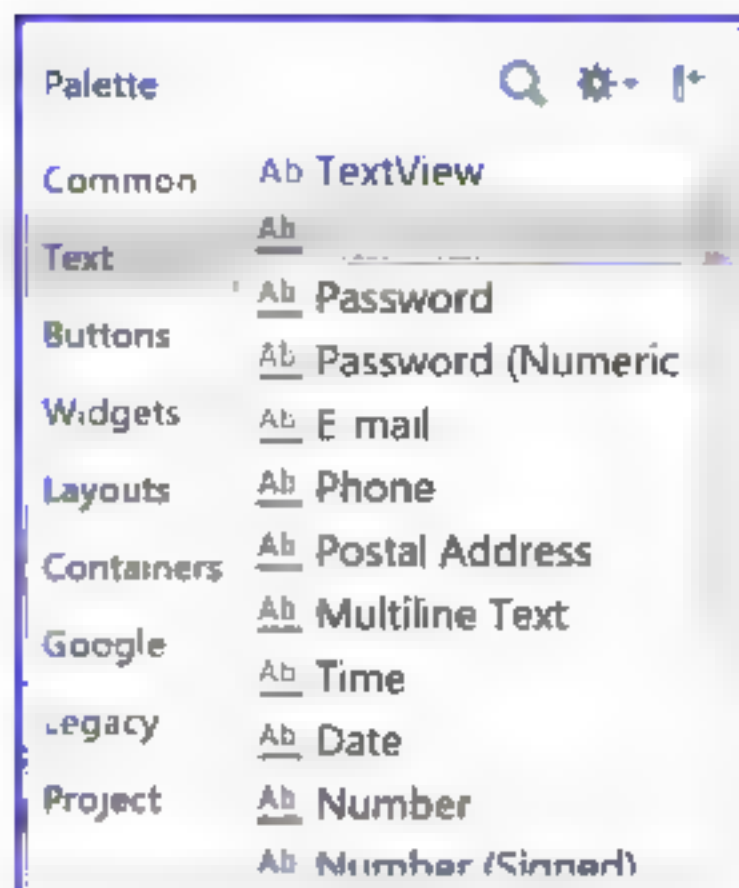 Palette
Common
Text
Buttons
Widgets
Layouts
Containers
Google
Legacy
Project
Ab TextView
Ab
Ab Password
Ab Password (Numeric
Ab E-mail
Ab Phone
Ab Postal Address
Ab Multiline Text
Ab Time
Ab Date
Ab Number
Ab Number (Signed)